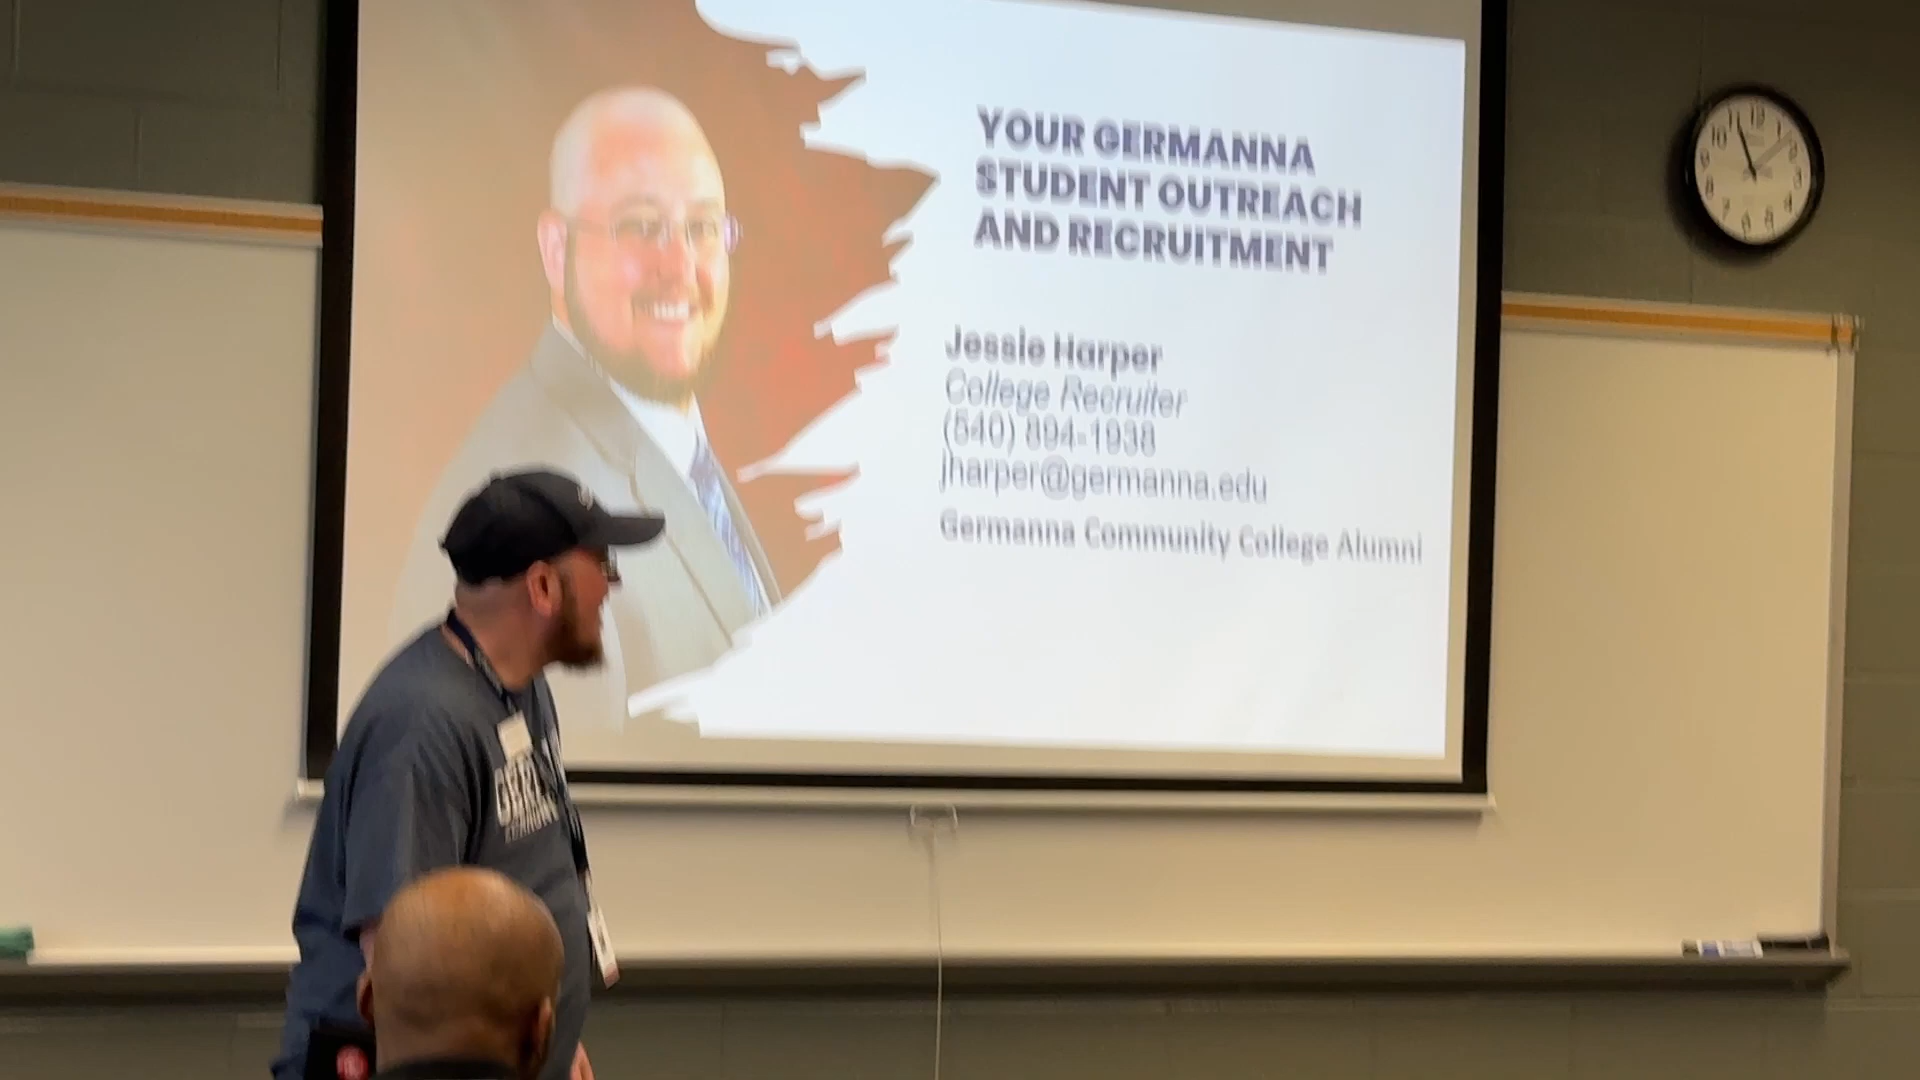 YOUR GERMANNA
STUDENT OUTREACH
AND RECRUITMENT
Jessie Harper
College Recruiter
(540) 894-1938
jharper@germanna.edu
Germanna Community College Alumni